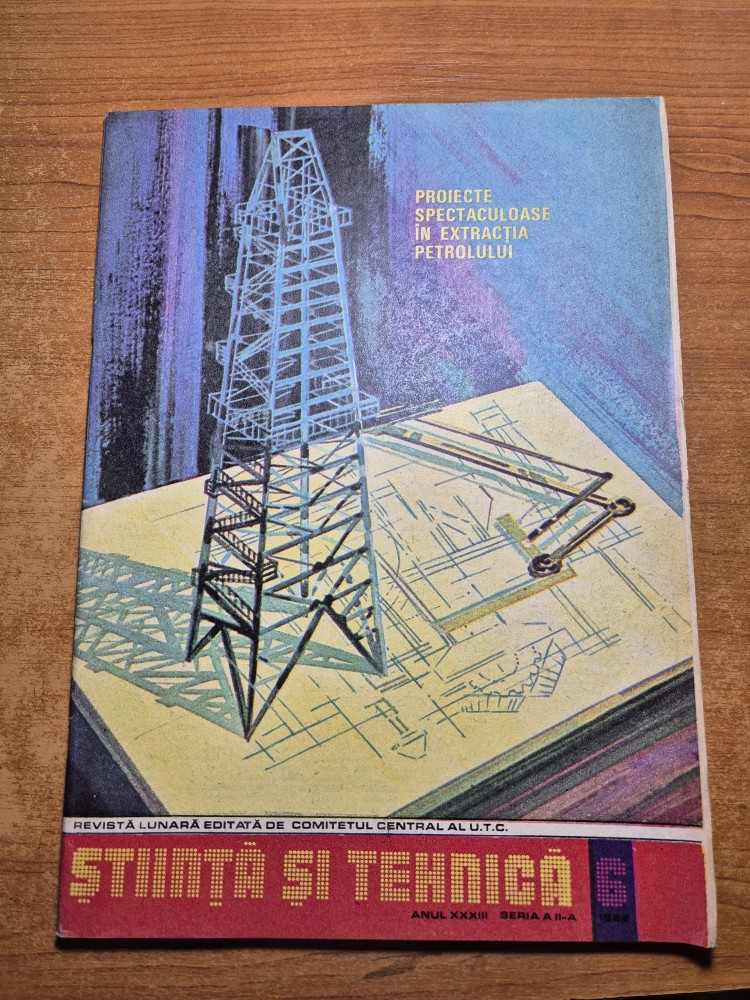 PROIECTE
SPECTACULOASE
ÎN EXTRACȚIA
PETROLULUI
REVISTĂ LUNARĂ EDITATĂ DE COMITETUL CENTRAL AL U.T.C.
ȘTIINȚĂ ȘI TEHNICĂ 6
ANUL XXXIII SERIA A II-A 1982